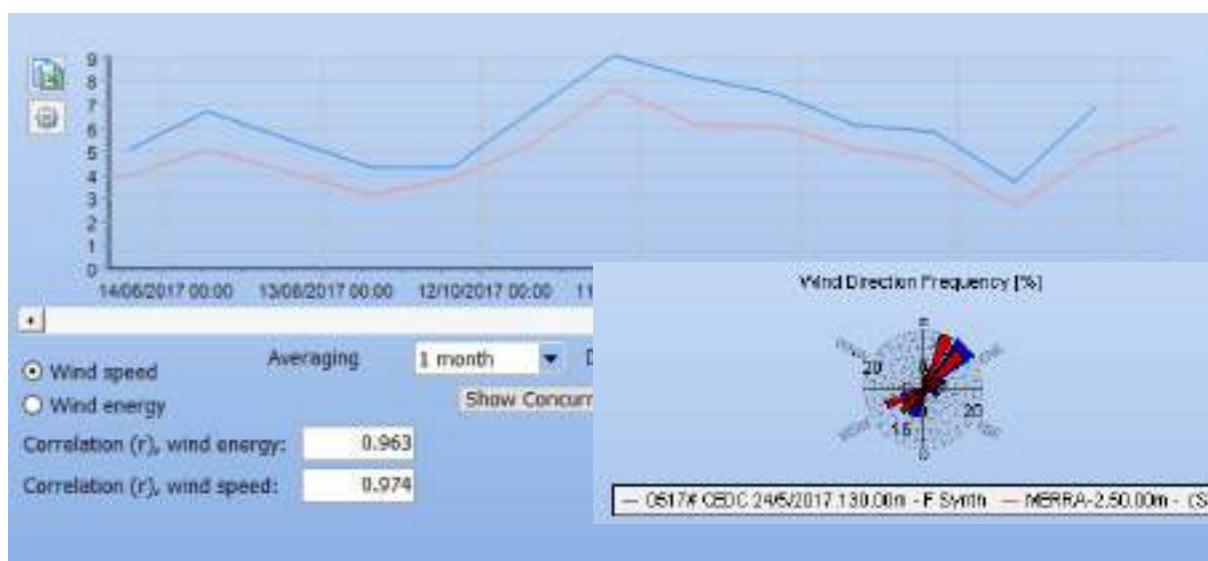 9
8
7
6
5
4
3
2
1
0
14/06/2017 00:00 13/08/2017 00:00 12/10/2017 00:00 11
Wind Direction Frequency [%]
20
20
15
0
Wind speed
Averaging 1 month D
Wind energy
Show Concurr
Correlation (r), wind energy: 0.963
Correlation (r), wind speed: 0.974
24/5/2017 130.00m - F Synth — MERRA-2,50.00m - (S